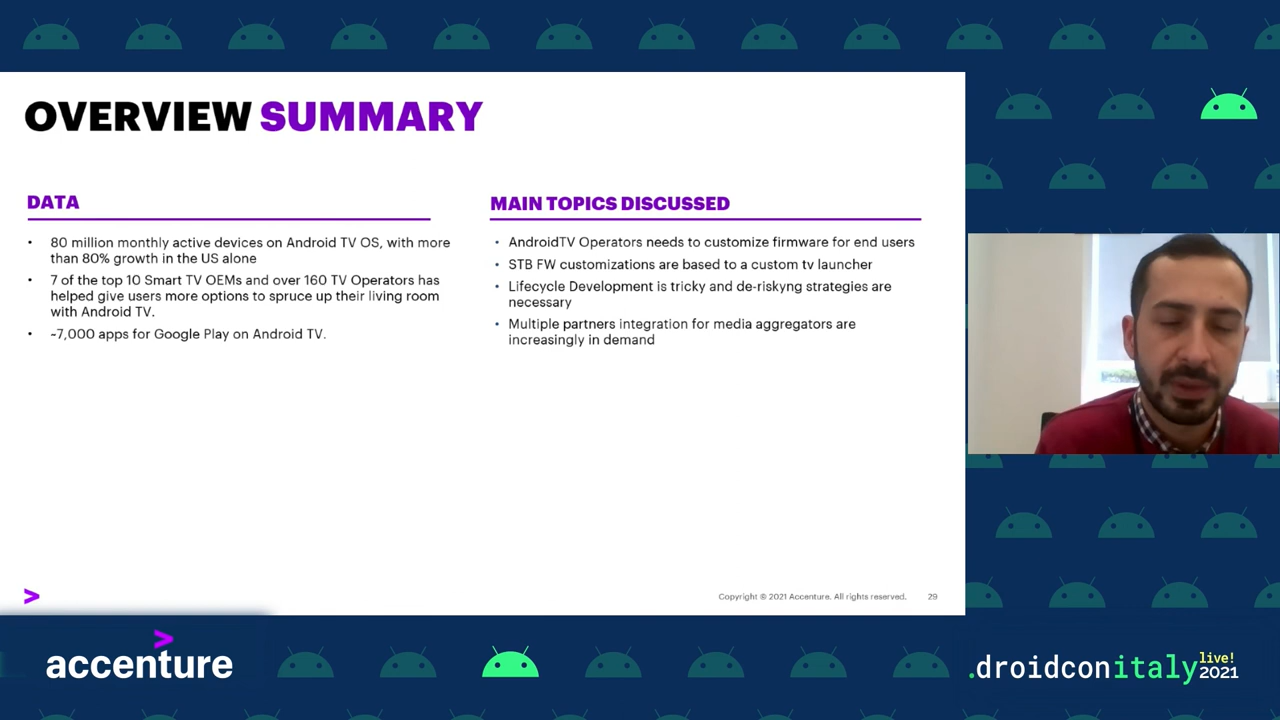 OVERVIEW SUMMARY
DATA
• 80 million monthly active devices on Android TV OS, with more
than 80% growth in the US alone
• 7 of the top 10 Smart TV OEMs and over 160 TV Operators has
helped give users more options to spruce up their living room
with Android TV.
• ~7,000 apps for Google Play on Android TV.
MAIN TOPICS DISCUSSED
• AndroidTV Operators needs to customize firmware for end users
• STB FW customizations are based to a custom tv launcher
• Lifecycle Development is tricky and de-riskyng strategies are
necessary
• Multiple partners integration for media aggregators are
increasingly in demand
>
Copyright © 2021 Accenture. All rights reserved. 29
accenture
.droidconitaly live! 2021